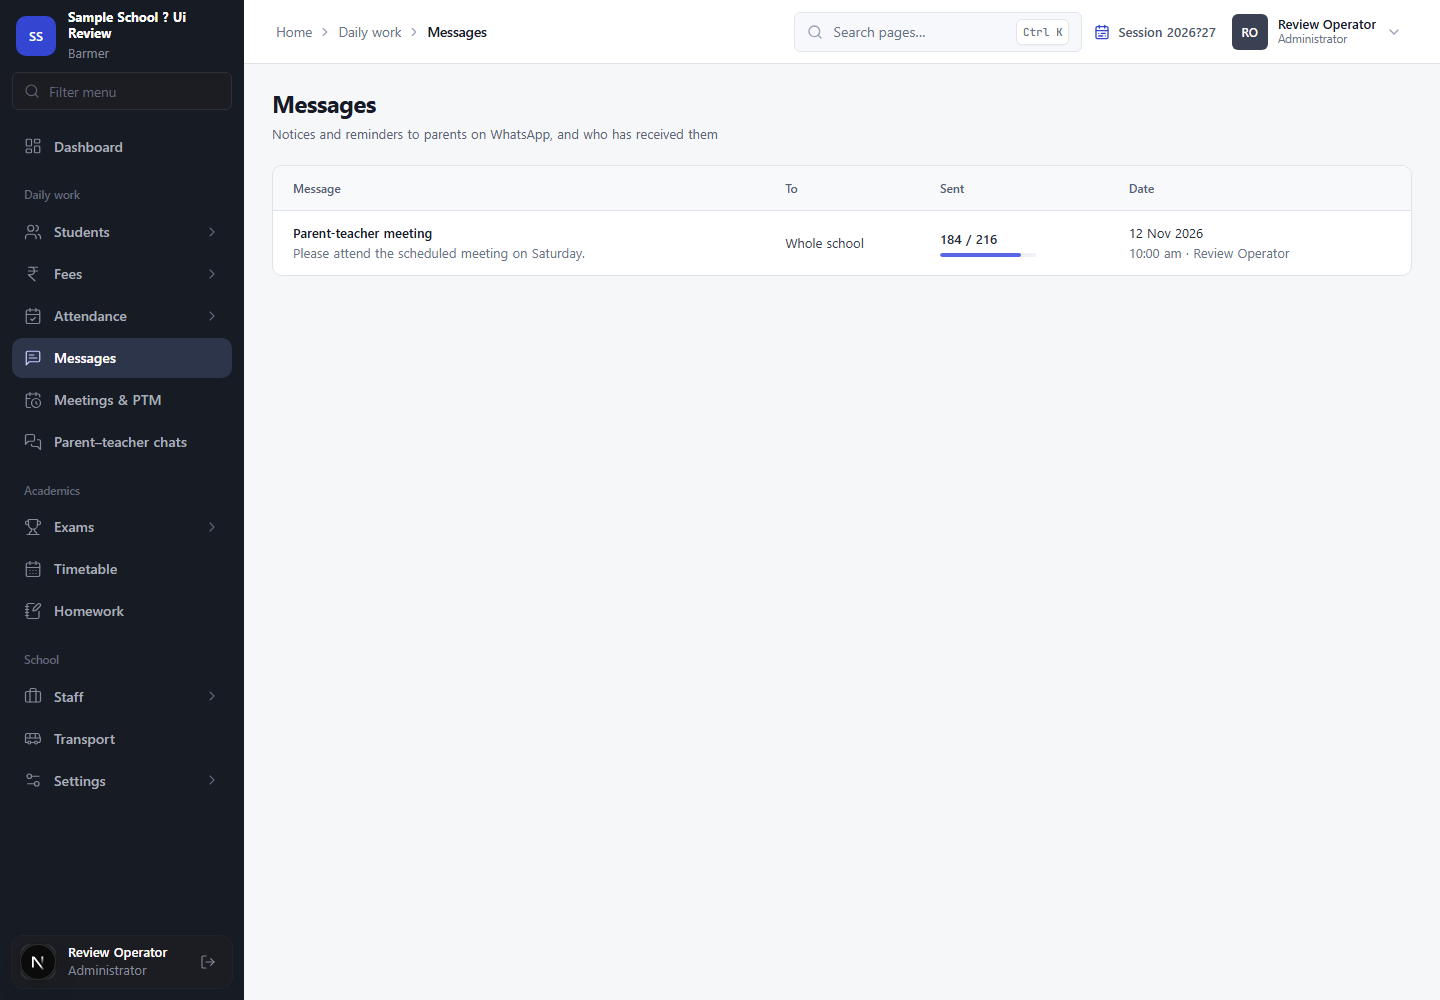 SS
Sample School ? Ui
Review
Barmer
Filter menu
Dashboard
Daily work
Students
Fees
Attendance
Messages
Meetings & PTM
Parent–teacher chats
Academics
Exams
Timetable
Homework
School
Staff
Transport
Settings
N
Review Operator
Administrator
Home > Daily work > Messages
Search pages...
Ctrl K
Session 2026?27
RO
Review Operator
Administrator
Messages
Notices and reminders to parents on WhatsApp, and who has received them
Message To Sent Date
Parent-teacher meeting
Please attend the scheduled meeting on Saturday.
Whole school
184 / 216
12 Nov 2026
10:00 am · Review Operator